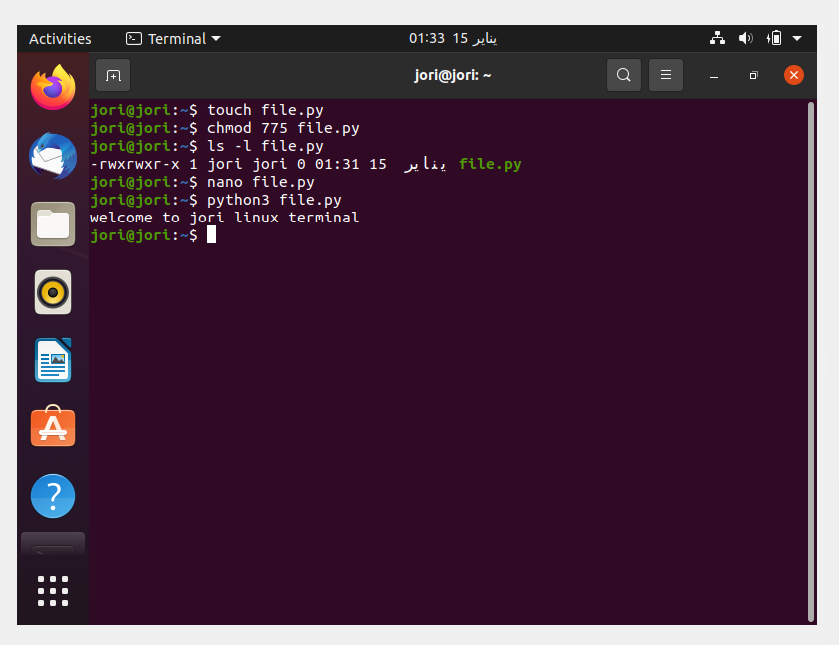 Activities Terminal 01:33 15 يناير
jori@jori: ~
jori@jori:~$ touch file.py
jori@jori:~$ chmod 775 file.py
jori@jori:~$ ls -l file.py
-rwxrwxr-x 1 jori jori 0 01:31 15 يناير file.py
jori@jori:~$ nano file.py
jori@jori:~$ python3 file.py
welcome to jori linux terminal
jori@jori:~$